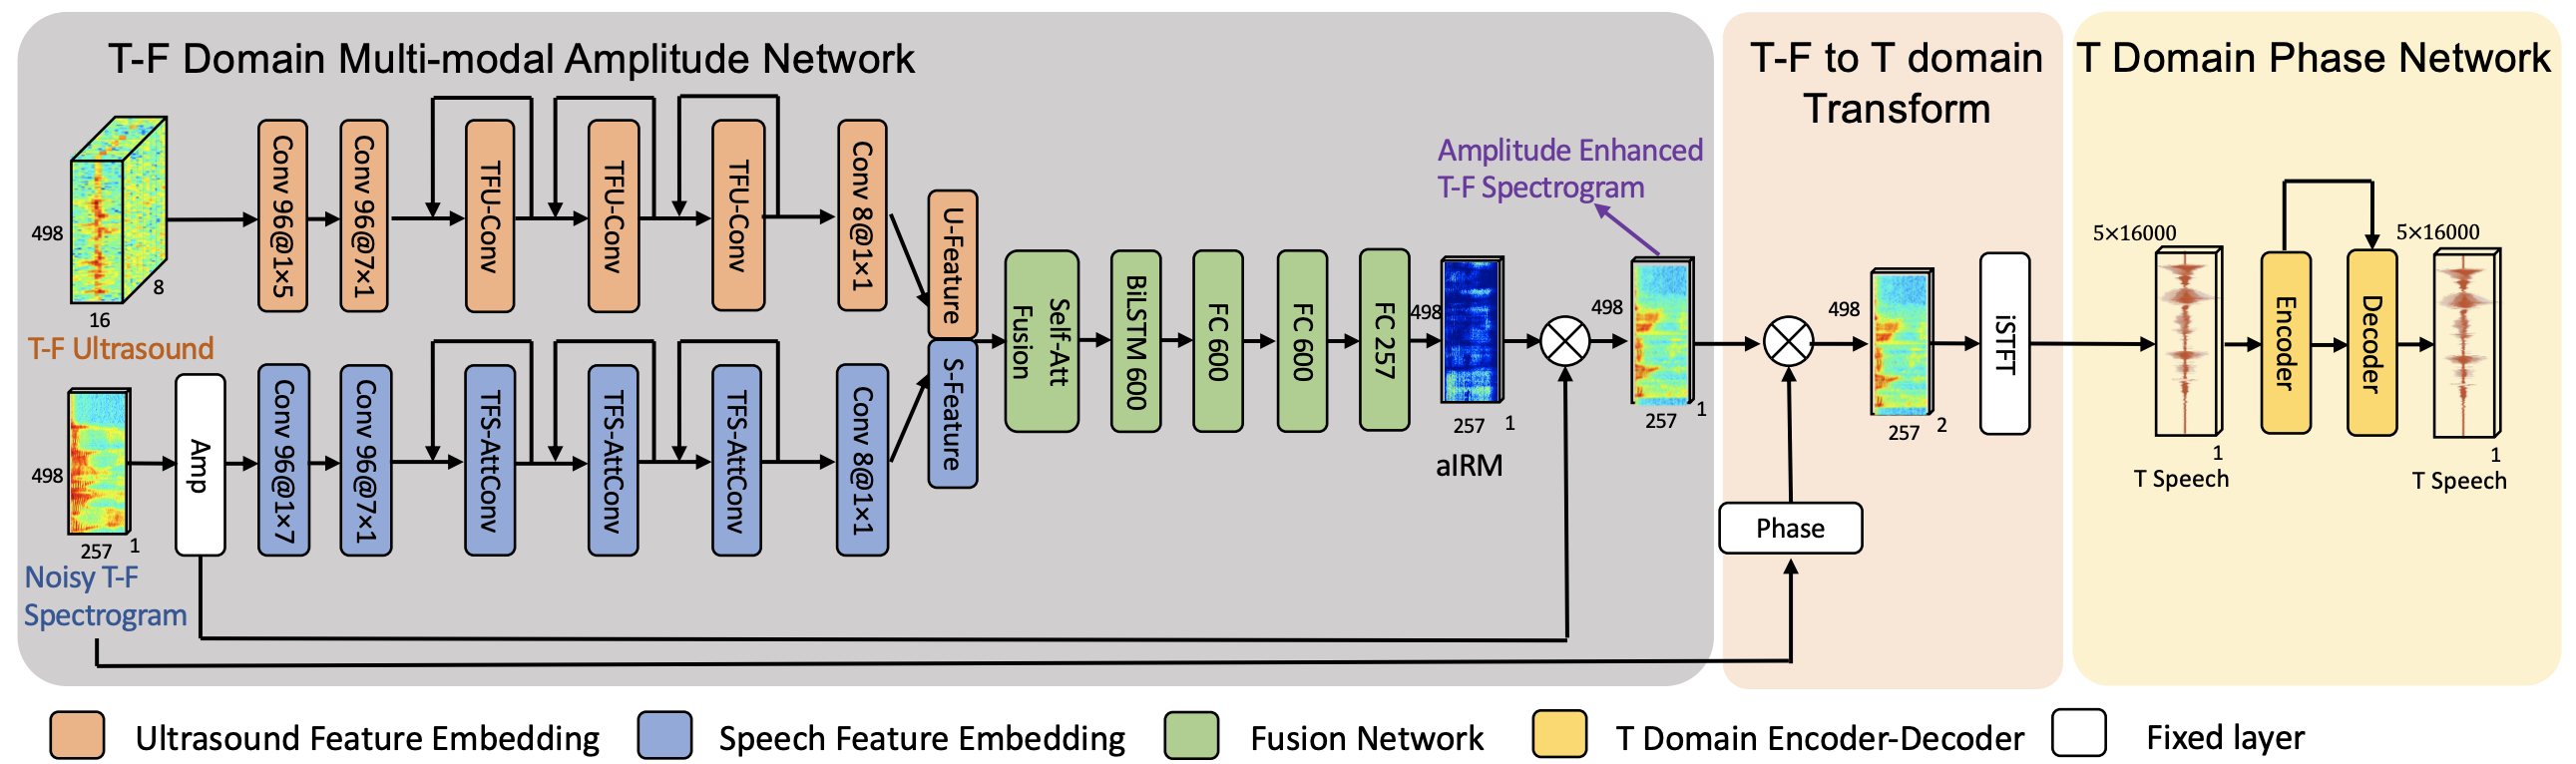 T-F Domain Multi-modal Amplitude Network
T-F to T domain
Transform
T Domain Phase Network
498
16
8
T-F Ultrasound
Conv 96@1×5
Conv 96@7×1
TFU-Conv
TFU-Conv
TFU-Conv
Conv 8@1×1
U-Feature
498
257
1
Noisy T-F
Spectrogram
Amp
Conv 96@1×7
Conv 96@7×1
TFS-AttConv
TFS-AttConv
TFS-AttConv
Conv 8@1×1
S-Feature
Self-Att
Fusion
BiLSTM 600
FC 600
FC 600
FC 257
498
257
1
aIRM
Amplitude Enhanced
T-F Spectrogram
498
257
1
Phase
498
257
2
iSTFT
5×16000
1
T Speech
Encoder
Decoder
5×16000
1
T Speech
Ultrasound Feature Embedding
Speech Feature Embedding
Fusion Network
T Domain Encoder-Decoder
Fixed layer